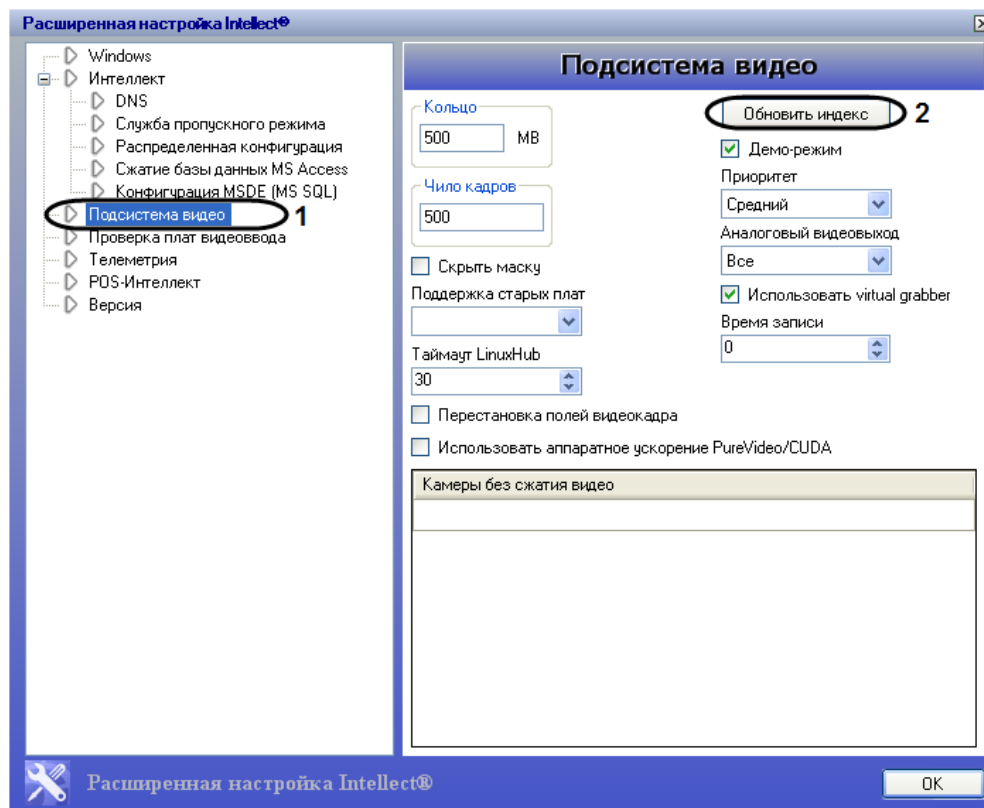 Расширенная настройка Intellect®
Windows
Интеллект
DNS
Служба пропускного режима
Распределенная конфигурация
Сжатие базы данных MS Access
Конфигурация MSDE (MS SQL)
Подсистема видео 1
Проверка плат видеоввода
Телеметрия
POS-Интеллект
Версия
Подсистема видео
Кольцо
500 MB
Чило кадров
500
Скрыть маску
Поддержка старых плат
Таймаут LinuxHub
30
Обновить индекс 2
Демо-режим
Приоритет
Средний
Аналоговый видеовыход
Все
Использовать virtual grabber
Время записи
0
Перестановка полей видеокадра
Использовать аппаратное ускорение PureVideo/CUDA
Камеры без сжатия видео
Расширенная настройка Intellect®
OK